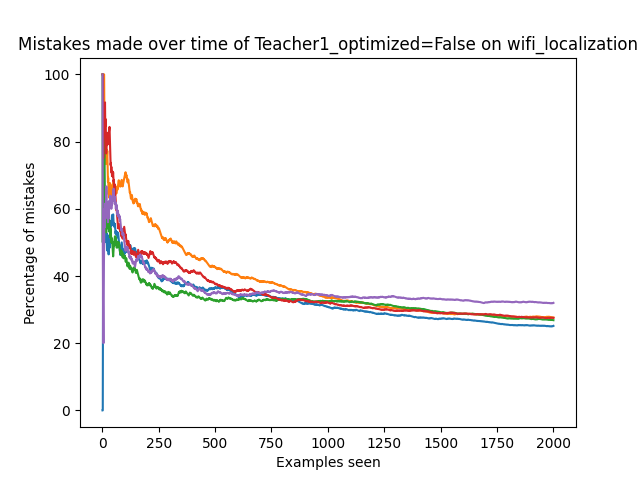 Mistakes made over time of Teacher1_optimized=False on wifi_localization
100
80
60
40
20
0
Percentage of mistakes
0 250 500 750 1000 1250 1500 1750 2000
Examples seen